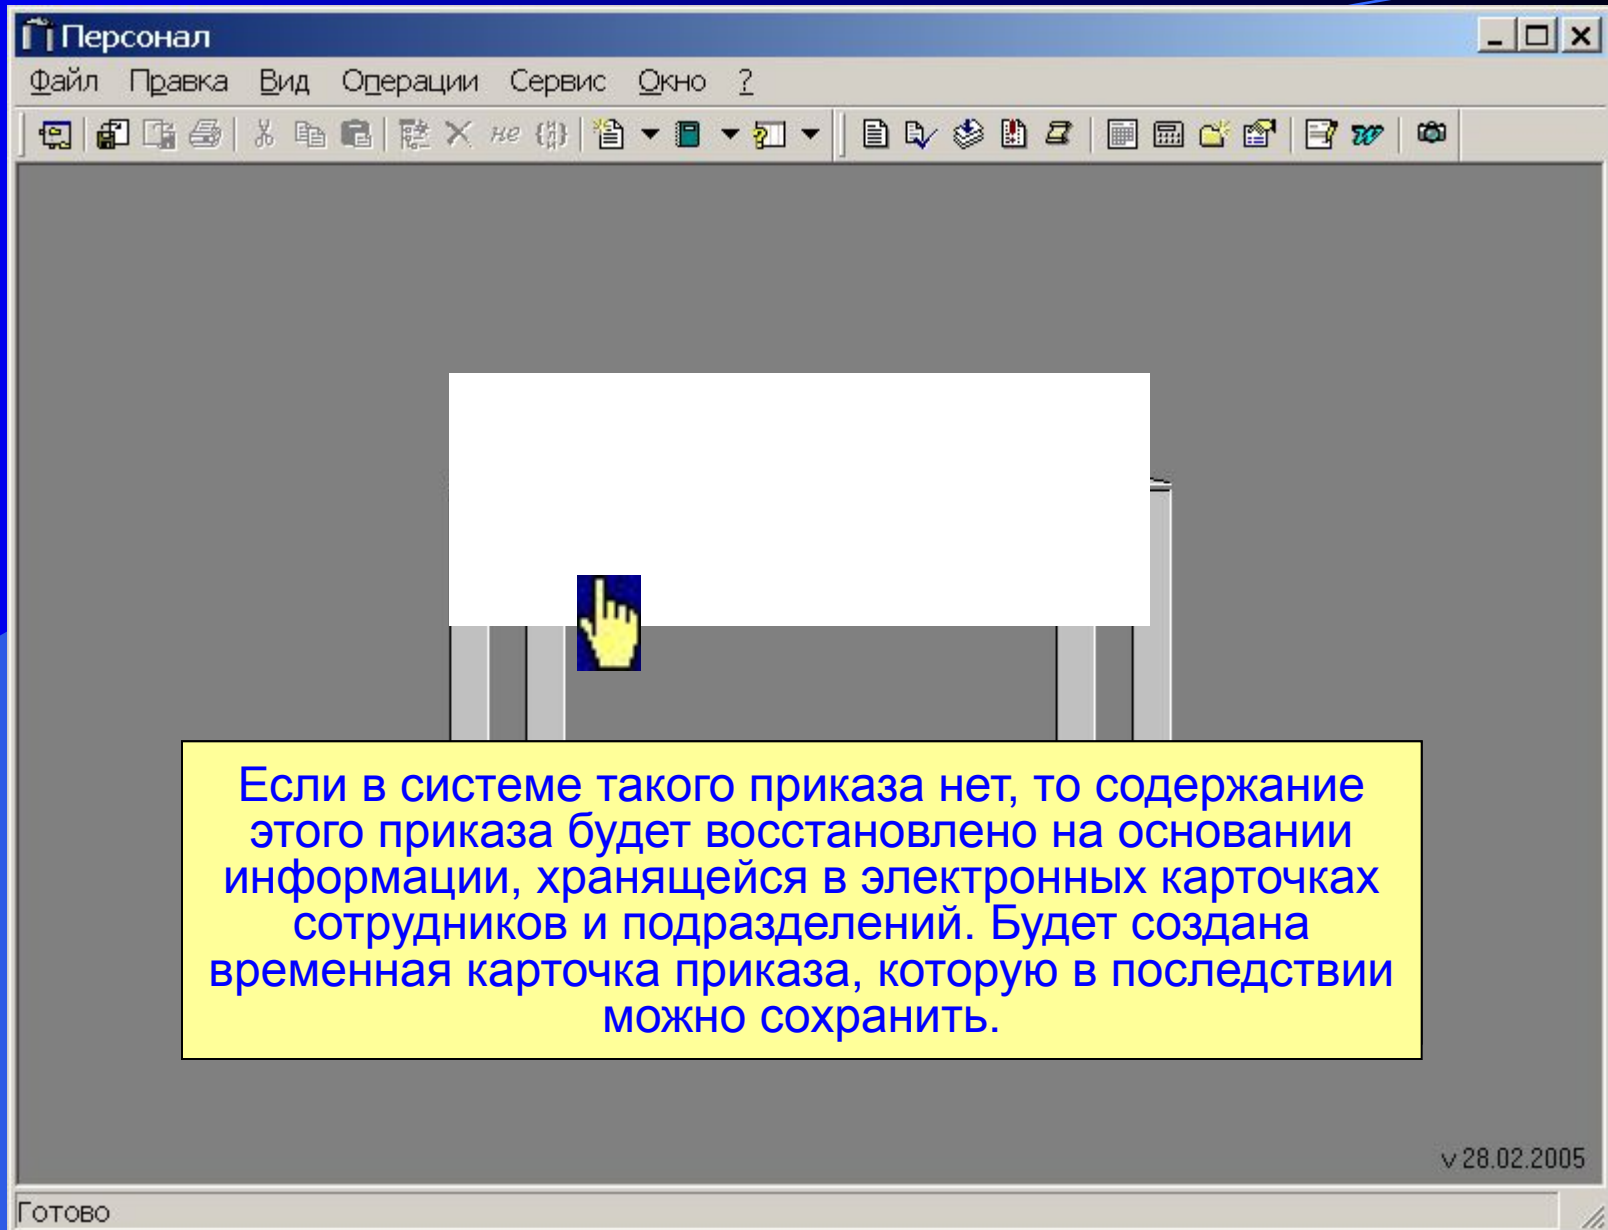 Персонал
Файл Правка Вид Операции Сервис Окно ?
не {#}
Если в системе такого приказа нет, то содержание
этого приказа будет восстановлено на основании
информации, хранящейся в электронных карточках
сотрудников и подразделений. Будет создана
временная карточка приказа, которую в последствии
можно сохранить.
v 28.02.2005
Готово